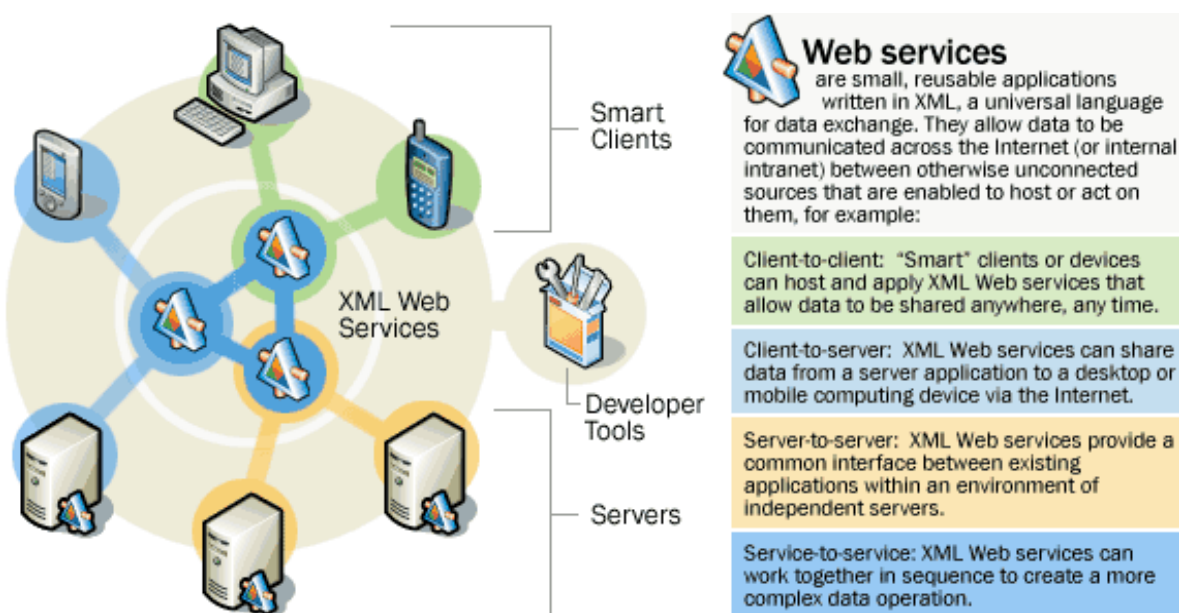 Smart
Clients
XML Web
Services
Developer
Tools
Servers
Web services
are small, reusable applications
written in XML, a universal language
for data exchange. They allow data to be
communicated across the Internet (or internal
intranet) between otherwise unconnected
sources that are enabled to host or act on
them, for example:
Client-to-client: “Smart” clients or devices
can host and apply XML Web services that
allow data to be shared anywhere, any time.
Client-to-server: XML Web services can share
data from a server application to a desktop or
mobile computing device via the Internet.
Server-to-server: XML Web services provide a
common interface between existing
applications within an environment of
independent servers.
Service-to-service: XML Web services can
work together in sequence to create a more
complex data operation.